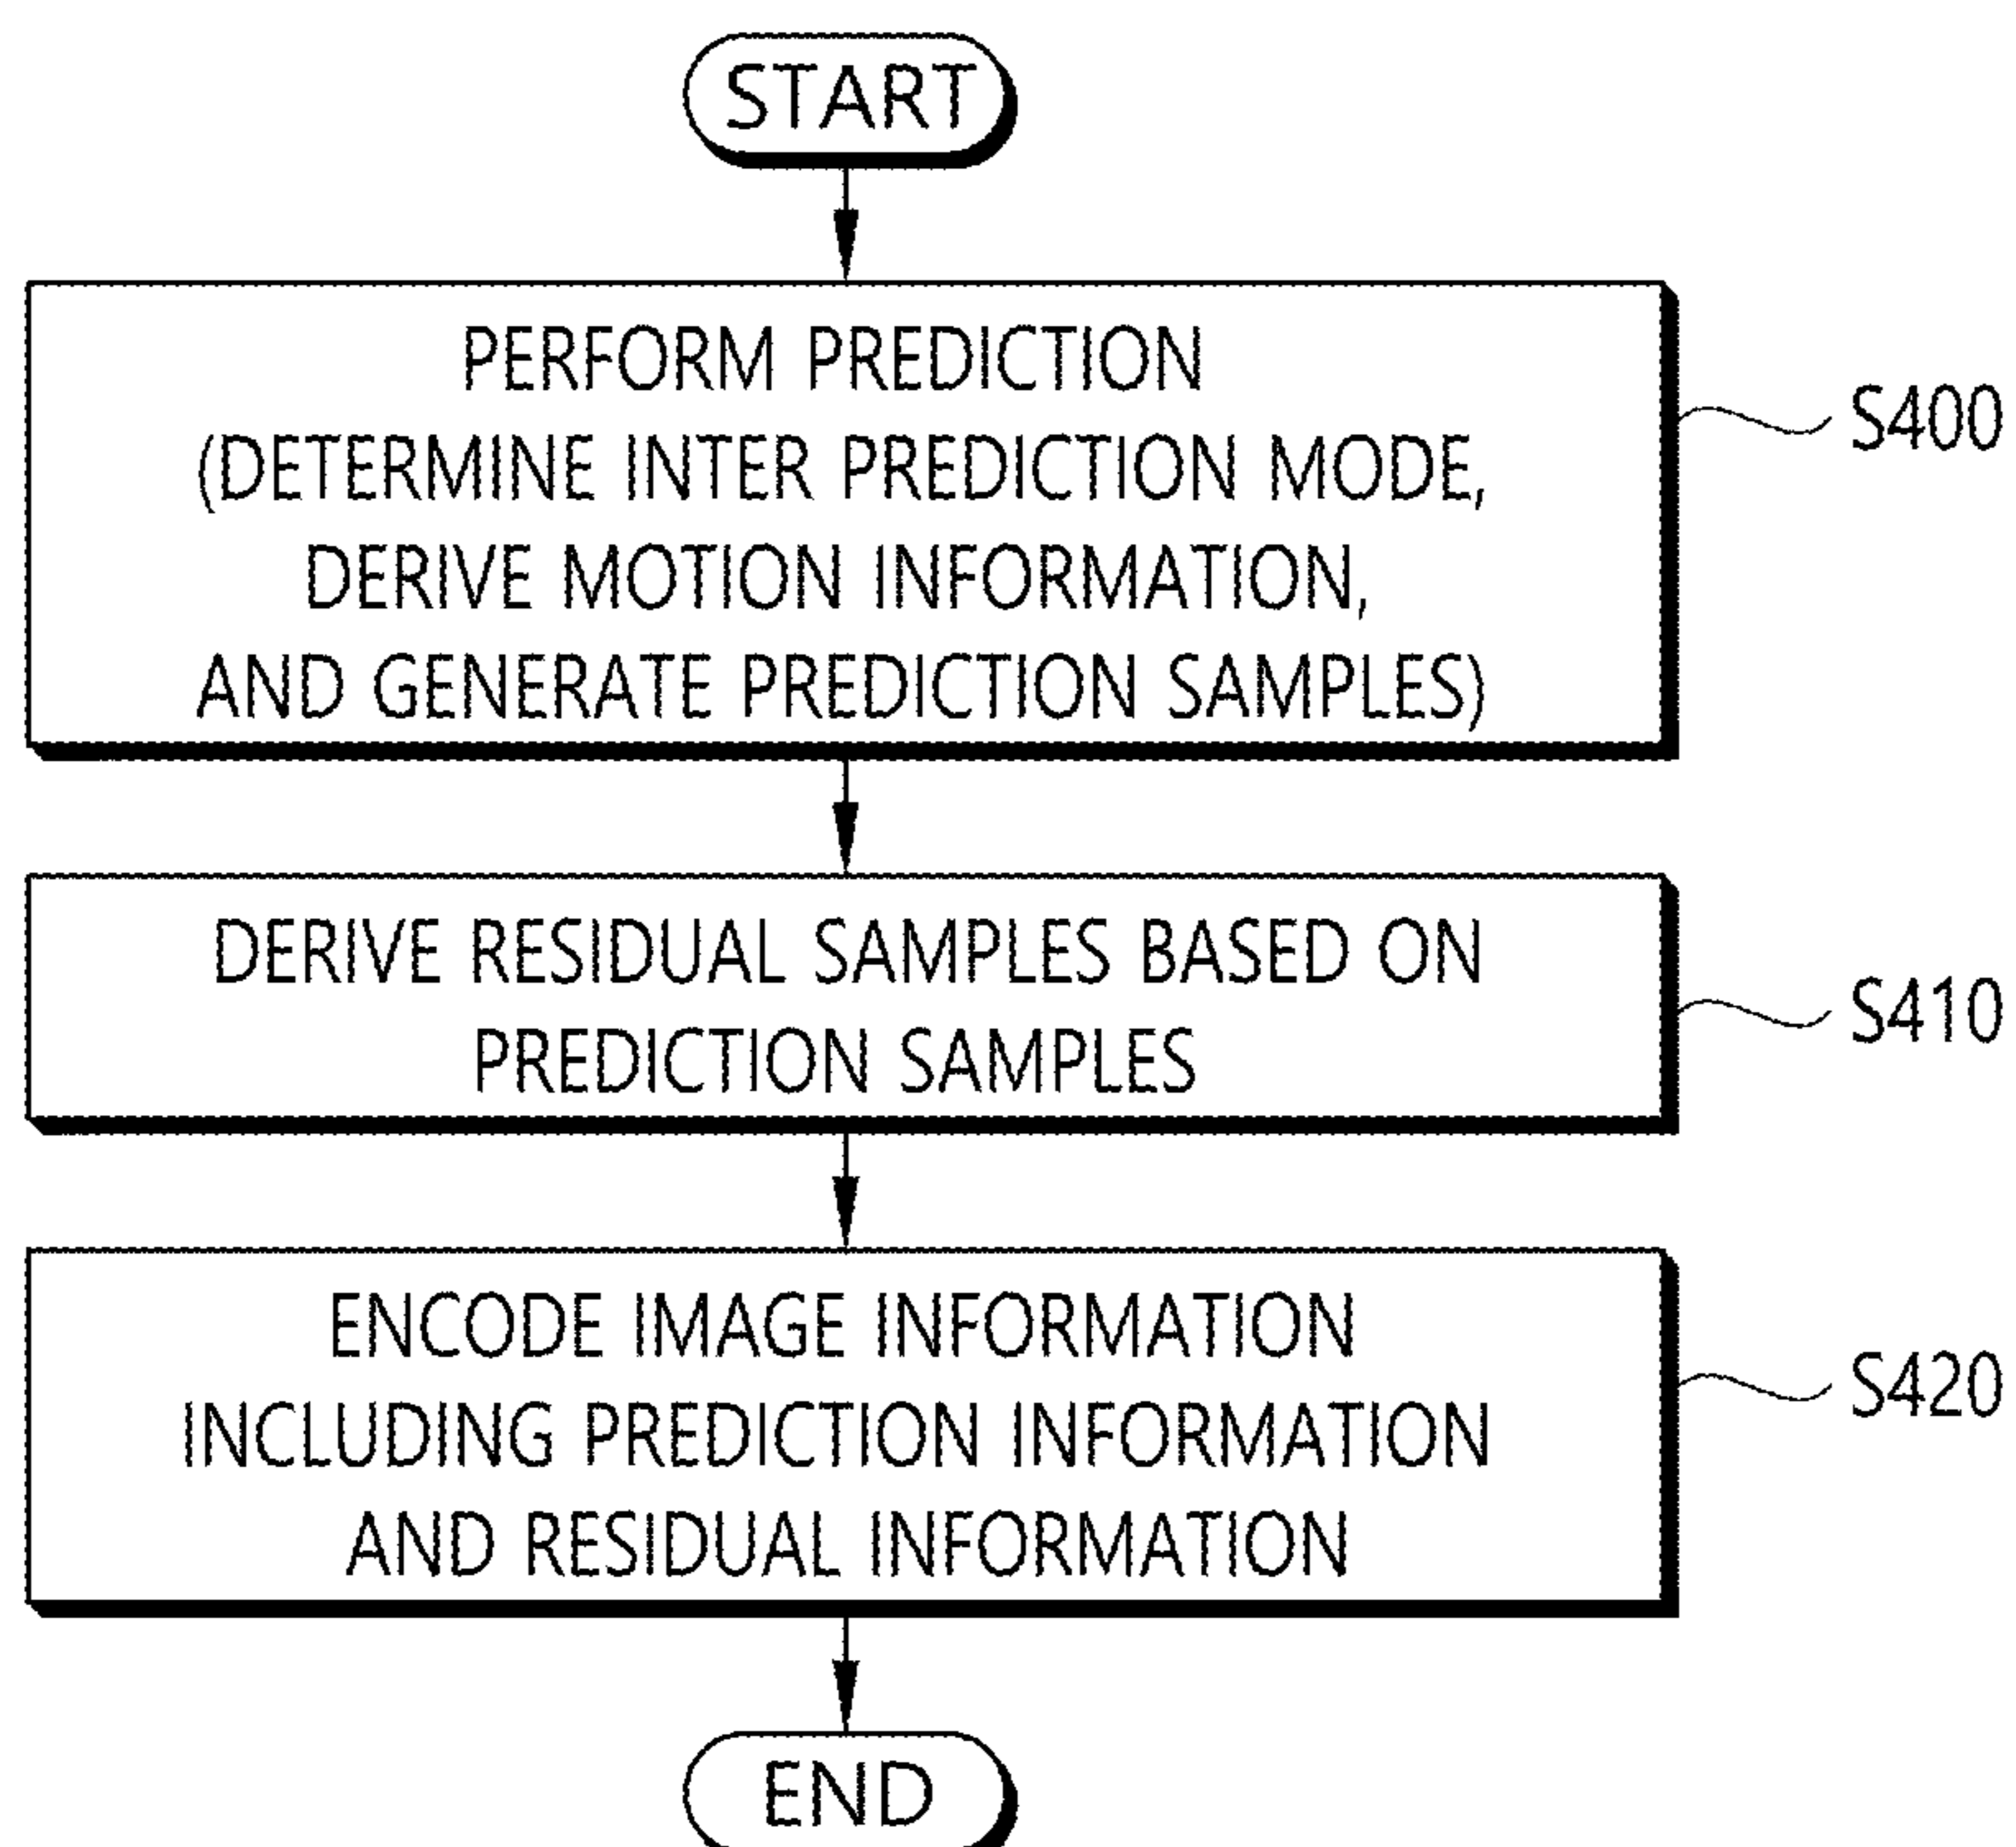 START
PERFORM PREDICTION
(DETERMINE INTER PREDICTION MODE,
DERIVE MOTION INFORMATION,
AND GENERATE PREDICTION SAMPLES)
S400
DERIVE RESIDUAL SAMPLES BASED ON
PREDICTION SAMPLES
S410
ENCODE IMAGE INFORMATION
INCLUDING PREDICTION INFORMATION
AND RESIDUAL INFORMATION
S420
END